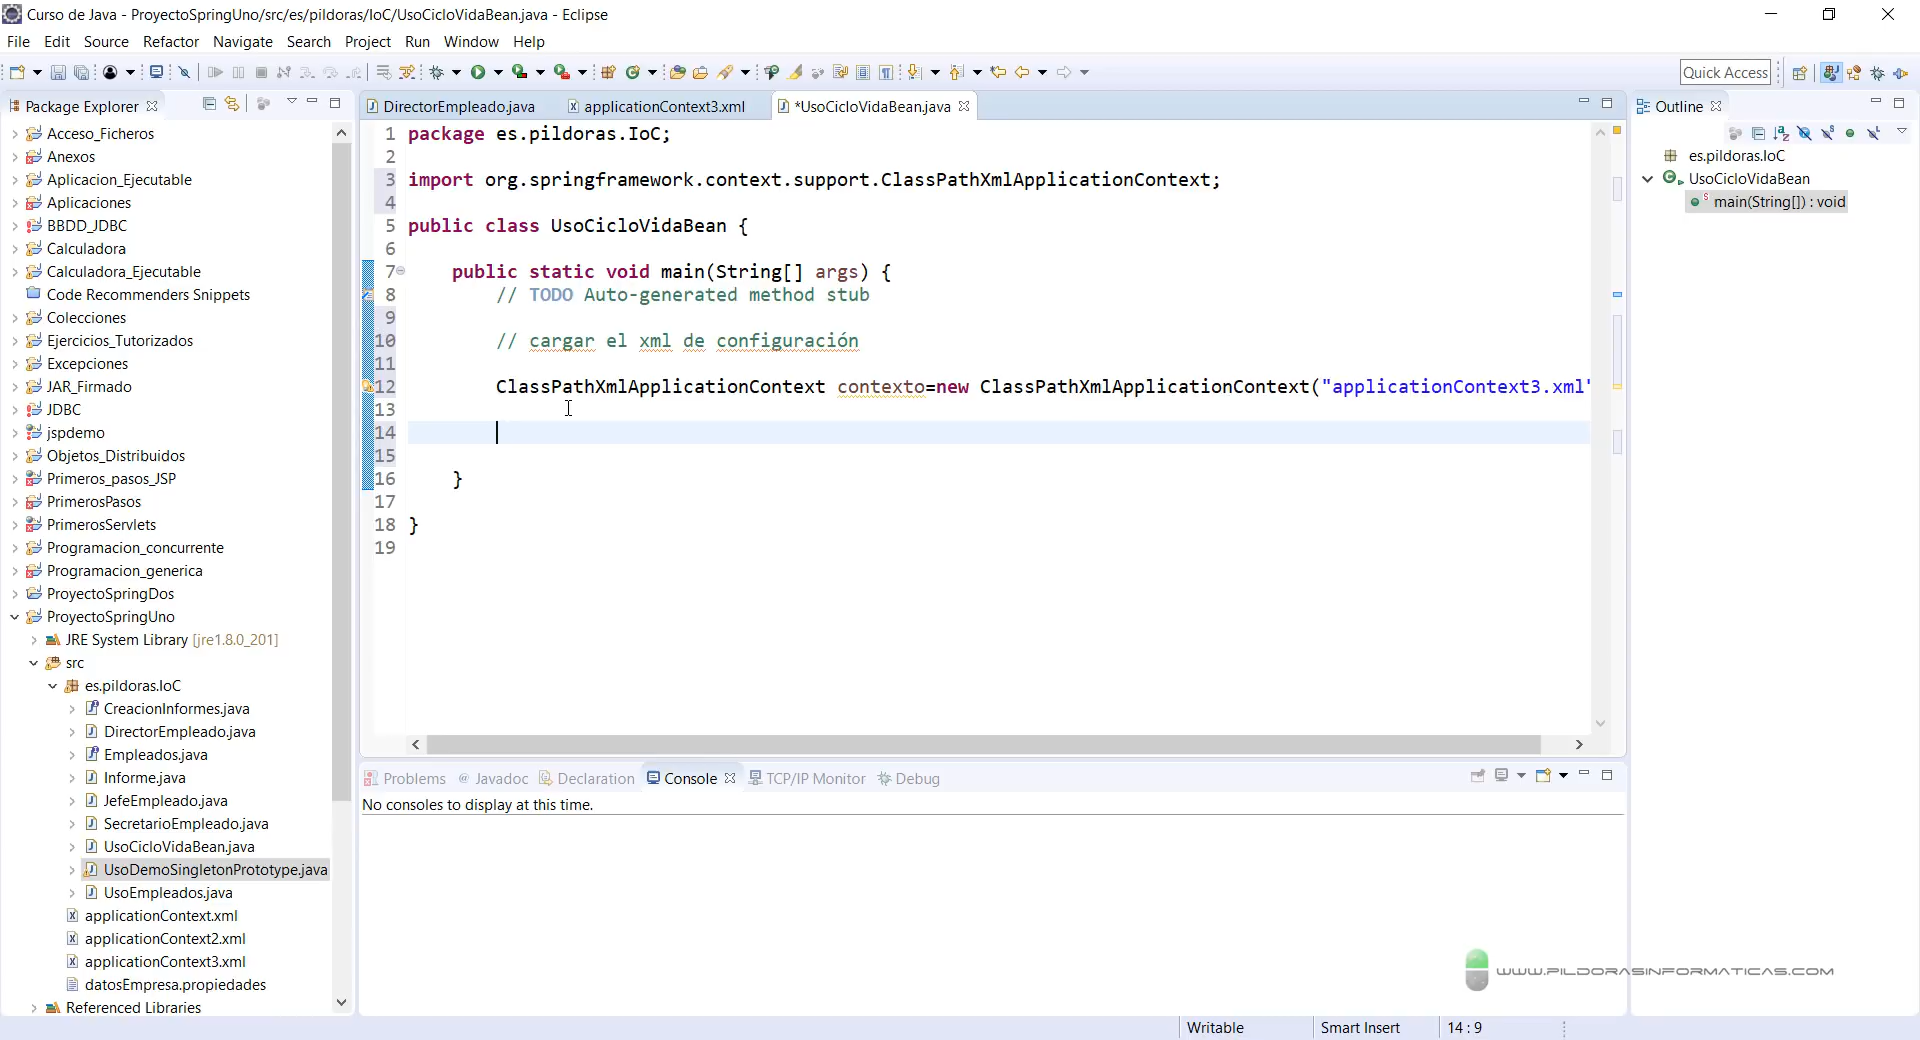 Curso de Java - ProyectoSpringUno/src/es/pildoras/IoC/UsoCicloVidaBean.java - Eclipse
File Edit Source Refactor Navigate Search Project Run Window Help
Quick Access
Package Explorer
Acceso_Ficheros
Anexos
Aplicacion_Ejecutable
Aplicaciones
BBDD_JDBC
Calculadora
Calculadora_Ejecutable
Code Recommenders Snippets
Colecciones
Ejercicios_Tutorizados
Excepciones
JAR_Firmado
JDBC
jspdemo
Objetos_Distribuidos
Primeros_pasos_JSP
PrimerosPasos
PrimerosServlets
Programacion_concurrente
Programacion_generica
ProyectoSpringDos
ProyectoSpringUno
JRE System Library [jre1.8.0_201]
src
es.pildoras.IoC
CreacionInformes.java
DirectorEmpleado.java
Empleados.java
Informe.java
JefeEmpleado.java
SecretarioEmpleado.java
UsoCicloVidaBean.java
UsoDemoSingletonPrototype.java
UsoEmpleados.java
applicationContext.xml
applicationContext2.xml
applicationContext3.xml
datosEmpresa.propiedades
Referenced Libraries
DirectorEmpleado.java applicationContext3.xml *UsoCicloVidaBean.java
1 package es.pildoras.IoC;
2
3 import org.springframework.context.support.ClassPathXmlApplicationContext;
4
5 public class UsoCicloVidaBean {
6
7 public static void main(String[] args) {
8 // TODO Auto-generated method stub
9
10 // cargar el xml de configuración
11
12 ClassPathXmlApplicationContext contexto=new ClassPathXmlApplicationContext("applicationContext3.xml"
13
14
15
16 }
17
18 }
19
Problems Javadoc Declaration Console TCP/IP Monitor Debug
No consoles to display at this time.
Outline
es.pildoras.IoC
UsoCicloVidaBean
main(String[]) : void
WWW.PILDORASINFORMATICAS.COM
Writable Smart Insert 14 : 9